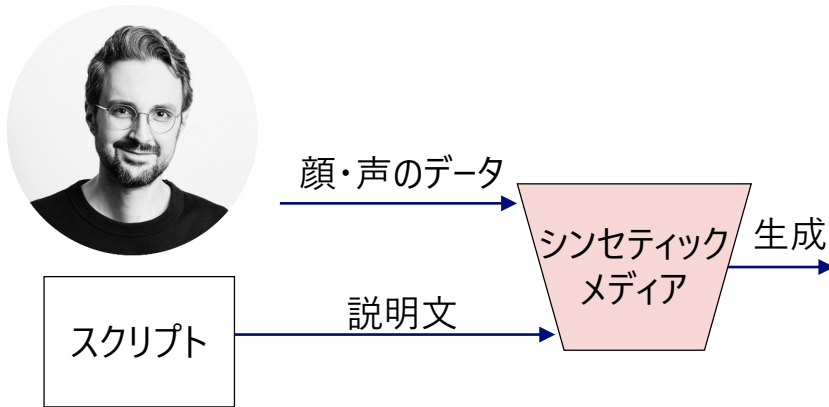 顔・声のデータ
シンセティック
メディア
生成
スクリプト
説明文